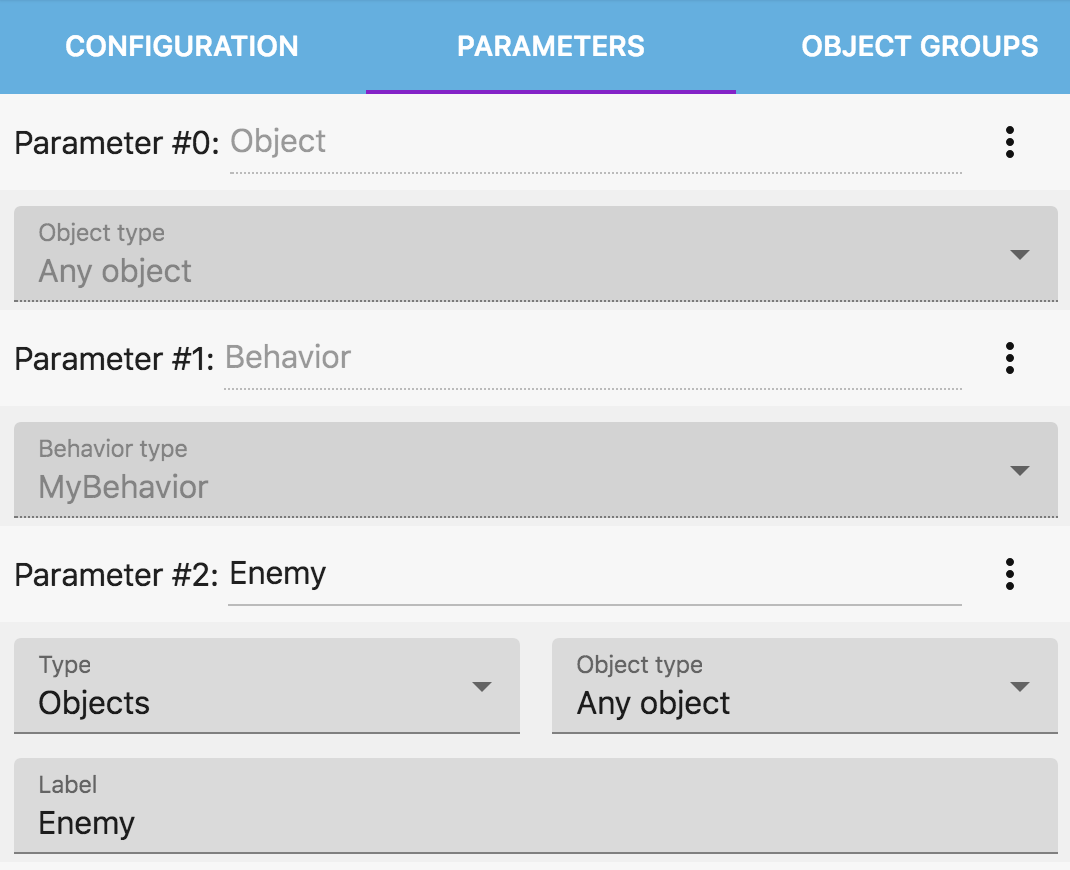 CONFIGURATION PARAMETERS OBJECT GROUPS
Parameter #0: Object
Object type
Any object
Parameter #1: Behavior
Behavior type
MyBehavior
Parameter #2: Enemy
Type Object type
Objects Any object
Label
Enemy